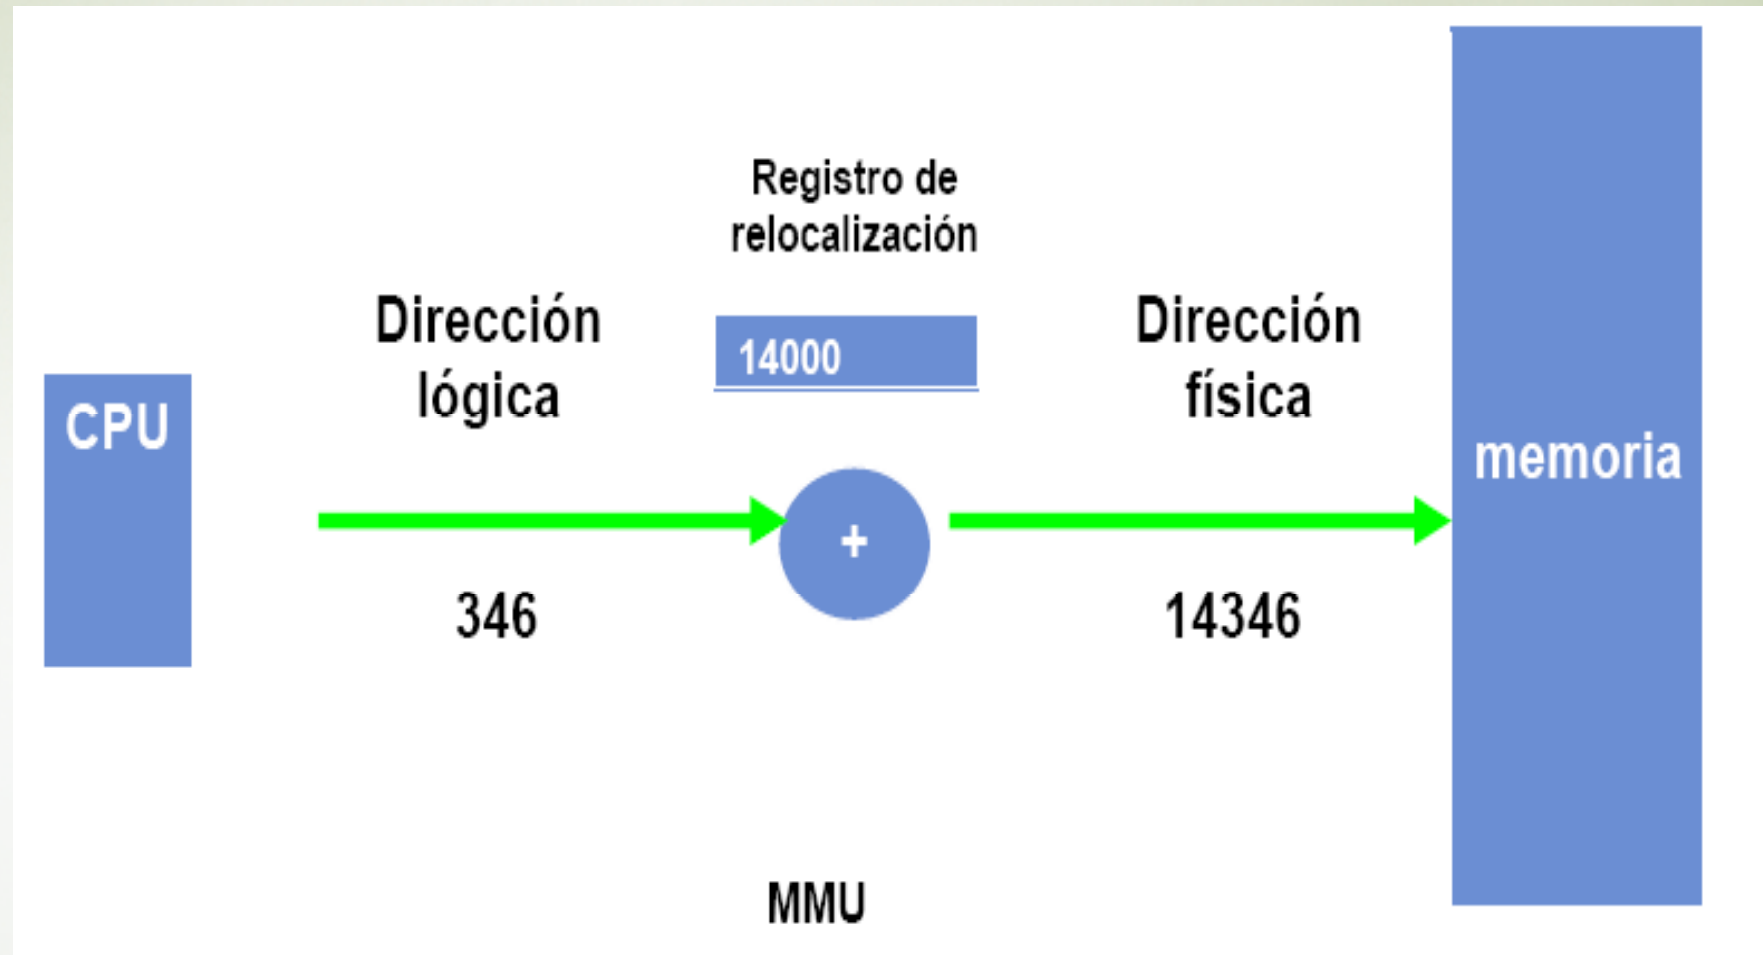 Registro de
relocalización
Dirección
lógica
14000
Dirección
física
CPU
memoria
+
346
14346
MMU